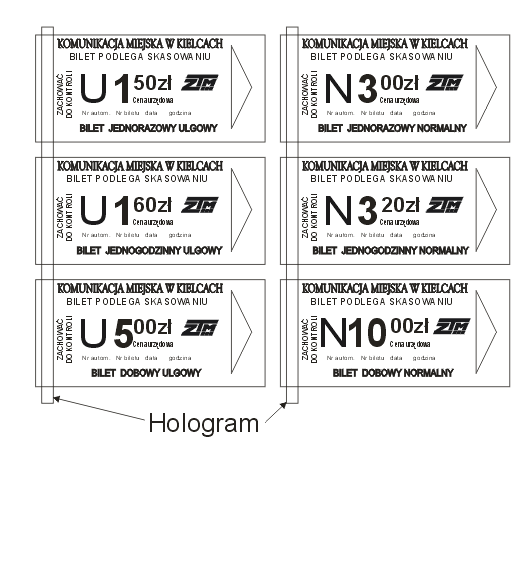 KOMUNIKACJA MIEJSKA W KIELCACH
BILET PODLEGA SKASOWANIU
ZACHOWAĆ
DO KONTROLI
U 1 50zł ZTM
Cena urzędowa
Nr autom. Nr biletu data godzina
BILET JEDNORAZOWY ULGOWY
KOMUNIKACJA MIEJSKA W KIELCACH
BILET PODLEGA SKASOWANIU
ZACHOWAĆ
DO KONTROLI
N 3 00zł ZTM
Cena urzędowa
Nr autom. Nr biletu data godzina
BILET JEDNORAZOWY NORMALNY
KOMUNIKACJA MIEJSKA W KIELCACH
BILET PODLEGA SKASOWANIU
ZACHOWAĆ
DO KONTROLI
U 1 60zł ZTM
Cena urzędowa
Nr autom. Nr biletu data godzina
BILET JEDNOGODZINNY ULGOWY
KOMUNIKACJA MIEJSKA W KIELCACH
BILET PODLEGA SKASOWANIU
ZACHOWAĆ
DO KONTROLI
N 3 20zł ZTM
Cena urzędowa
Nr autom. Nr biletu data godzina
BILET JEDNOGODZINNY NORMALNY
KOMUNIKACJA MIEJSKA W KIELCACH
BILET PODLEGA SKASOWANIU
ZACHOWAĆ
DO KONTROLI
U 5 00zł ZTM
Cena urzędowa
Nr autom. Nr biletu data godzina
BILET DOBOWY ULGOWY
KOMUNIKACJA MIEJSKA W KIELCACH
BILET PODLEGA SKASOWANIU
ZACHOWAĆ
DO KONTROLI
N 10 00zł ZTM
Cena urzędowa
Nr autom. Nr biletu data godzina
BILET DOBOWY NORMALNY
Hologram